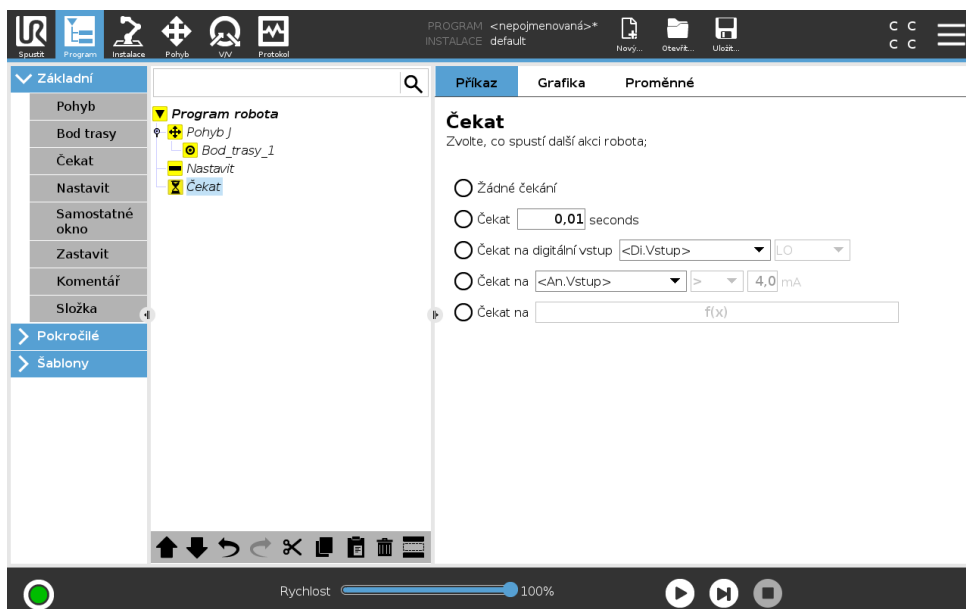 PROGRAM <nepojmenovaná>*
INSTALACE default
Spustit Program Instalace Pohyb V/V Protokol Nový... Otevřít... Uložit...
C C
C C
Základní
Pohyb
Bod trasy
Čekat
Nastavit
Samostatné
okno
Zastavit
Komentář
Složka
Pokročilé
Šablony
Program robota
Pohyb J
Bod_trasy_1
Nastavit
Čekat
Příkaz Grafika Proměnné
Čekat
Zvolte, co spustí další akci robota;
Žádné čekání
Čekat 0,01 seconds
Čekat na digitální vstup <Di.Vstup> LO
Čekat na <An.Vstup> > 4,0 mA
Čekat na f(x)
Rychlost 100%